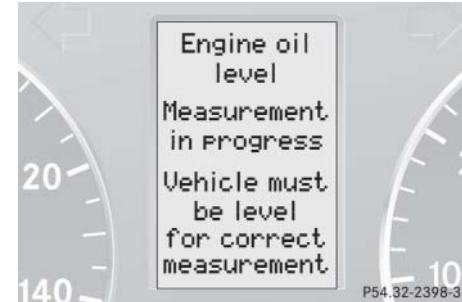 Engine oil
level
Measurement
in progress
Vehicle must
be level
for correct
measurement
20
140
10
P54.32-2398-3